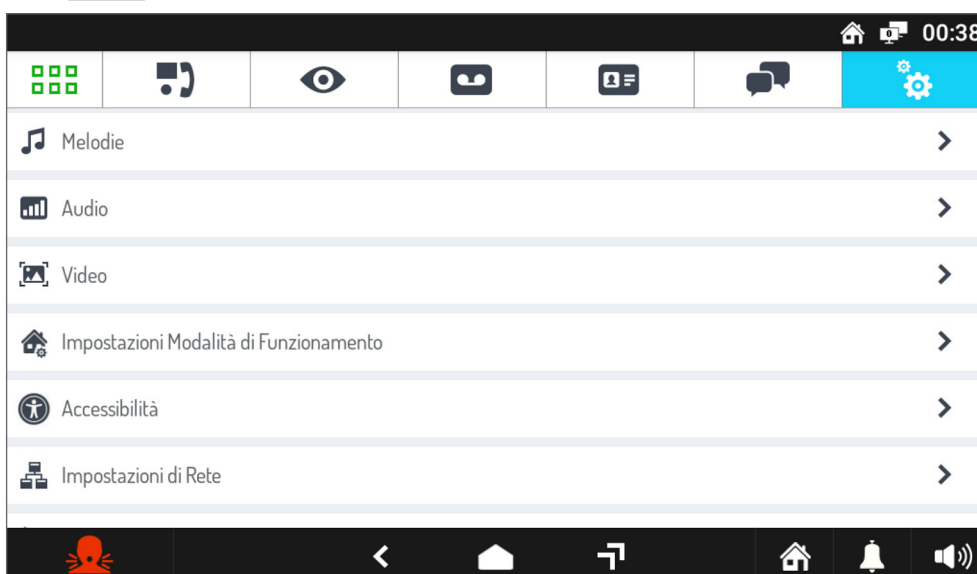 00:38
Melodie
Audio
Video
Impostazioni Modalità di Funzionamento
Accessibilità
Impostazioni di Rete